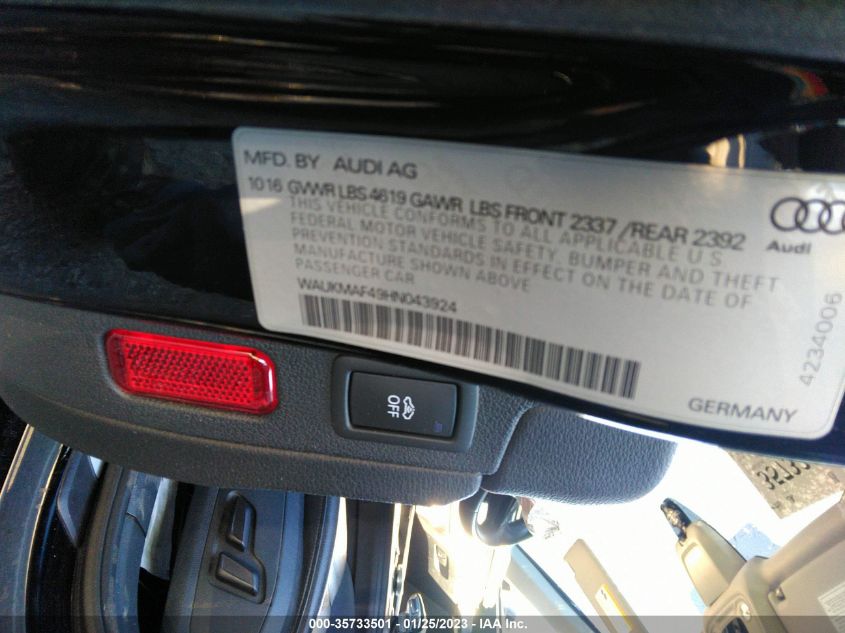 MFD. BY AUDI AG
1016 GVWR LBS 4619 GAWR LBS FRONT 2337 / REAR 2392
THIS VEHICLE CONFORMS TO ALL APPLICABLE U S
FEDERAL MOTOR VEHICLE SAFETY, BUMPER AND THEFT
PREVENTION STANDARDS IN EFFECT ON THE DATE OF
MANUFACTURE SHOWN ABOVE
PASSENGER CAR
WAUKMAF49HN043924
Audi
4234006
GERMANY
OFF
000-35733501 / 01/25/2023 / IAA Inc.